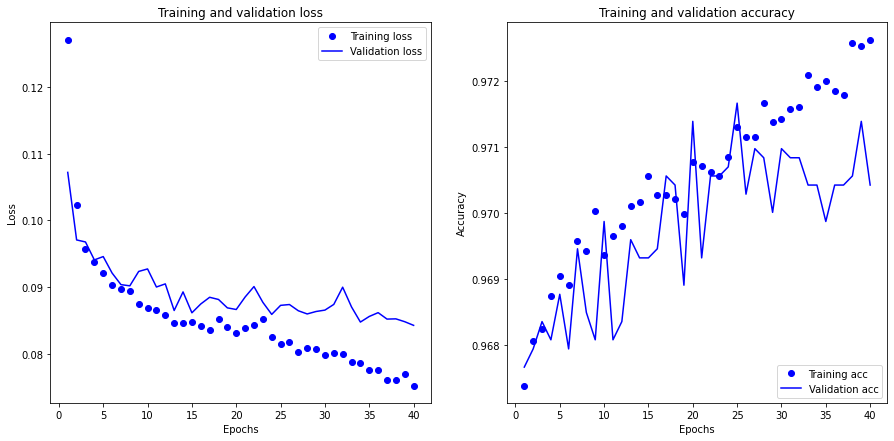 Training and validation loss
Training loss
Validation loss
0.12
0.11
0.10
0.09
0.08
Loss
0 5 10 15 20 25 30 35 40
Epochs
Training and validation accuracy
0.972
0.971
0.970
0.969
0.968
Accuracy
Training acc
Validation acc
0 5 10 15 20 25 30 35 40
Epochs